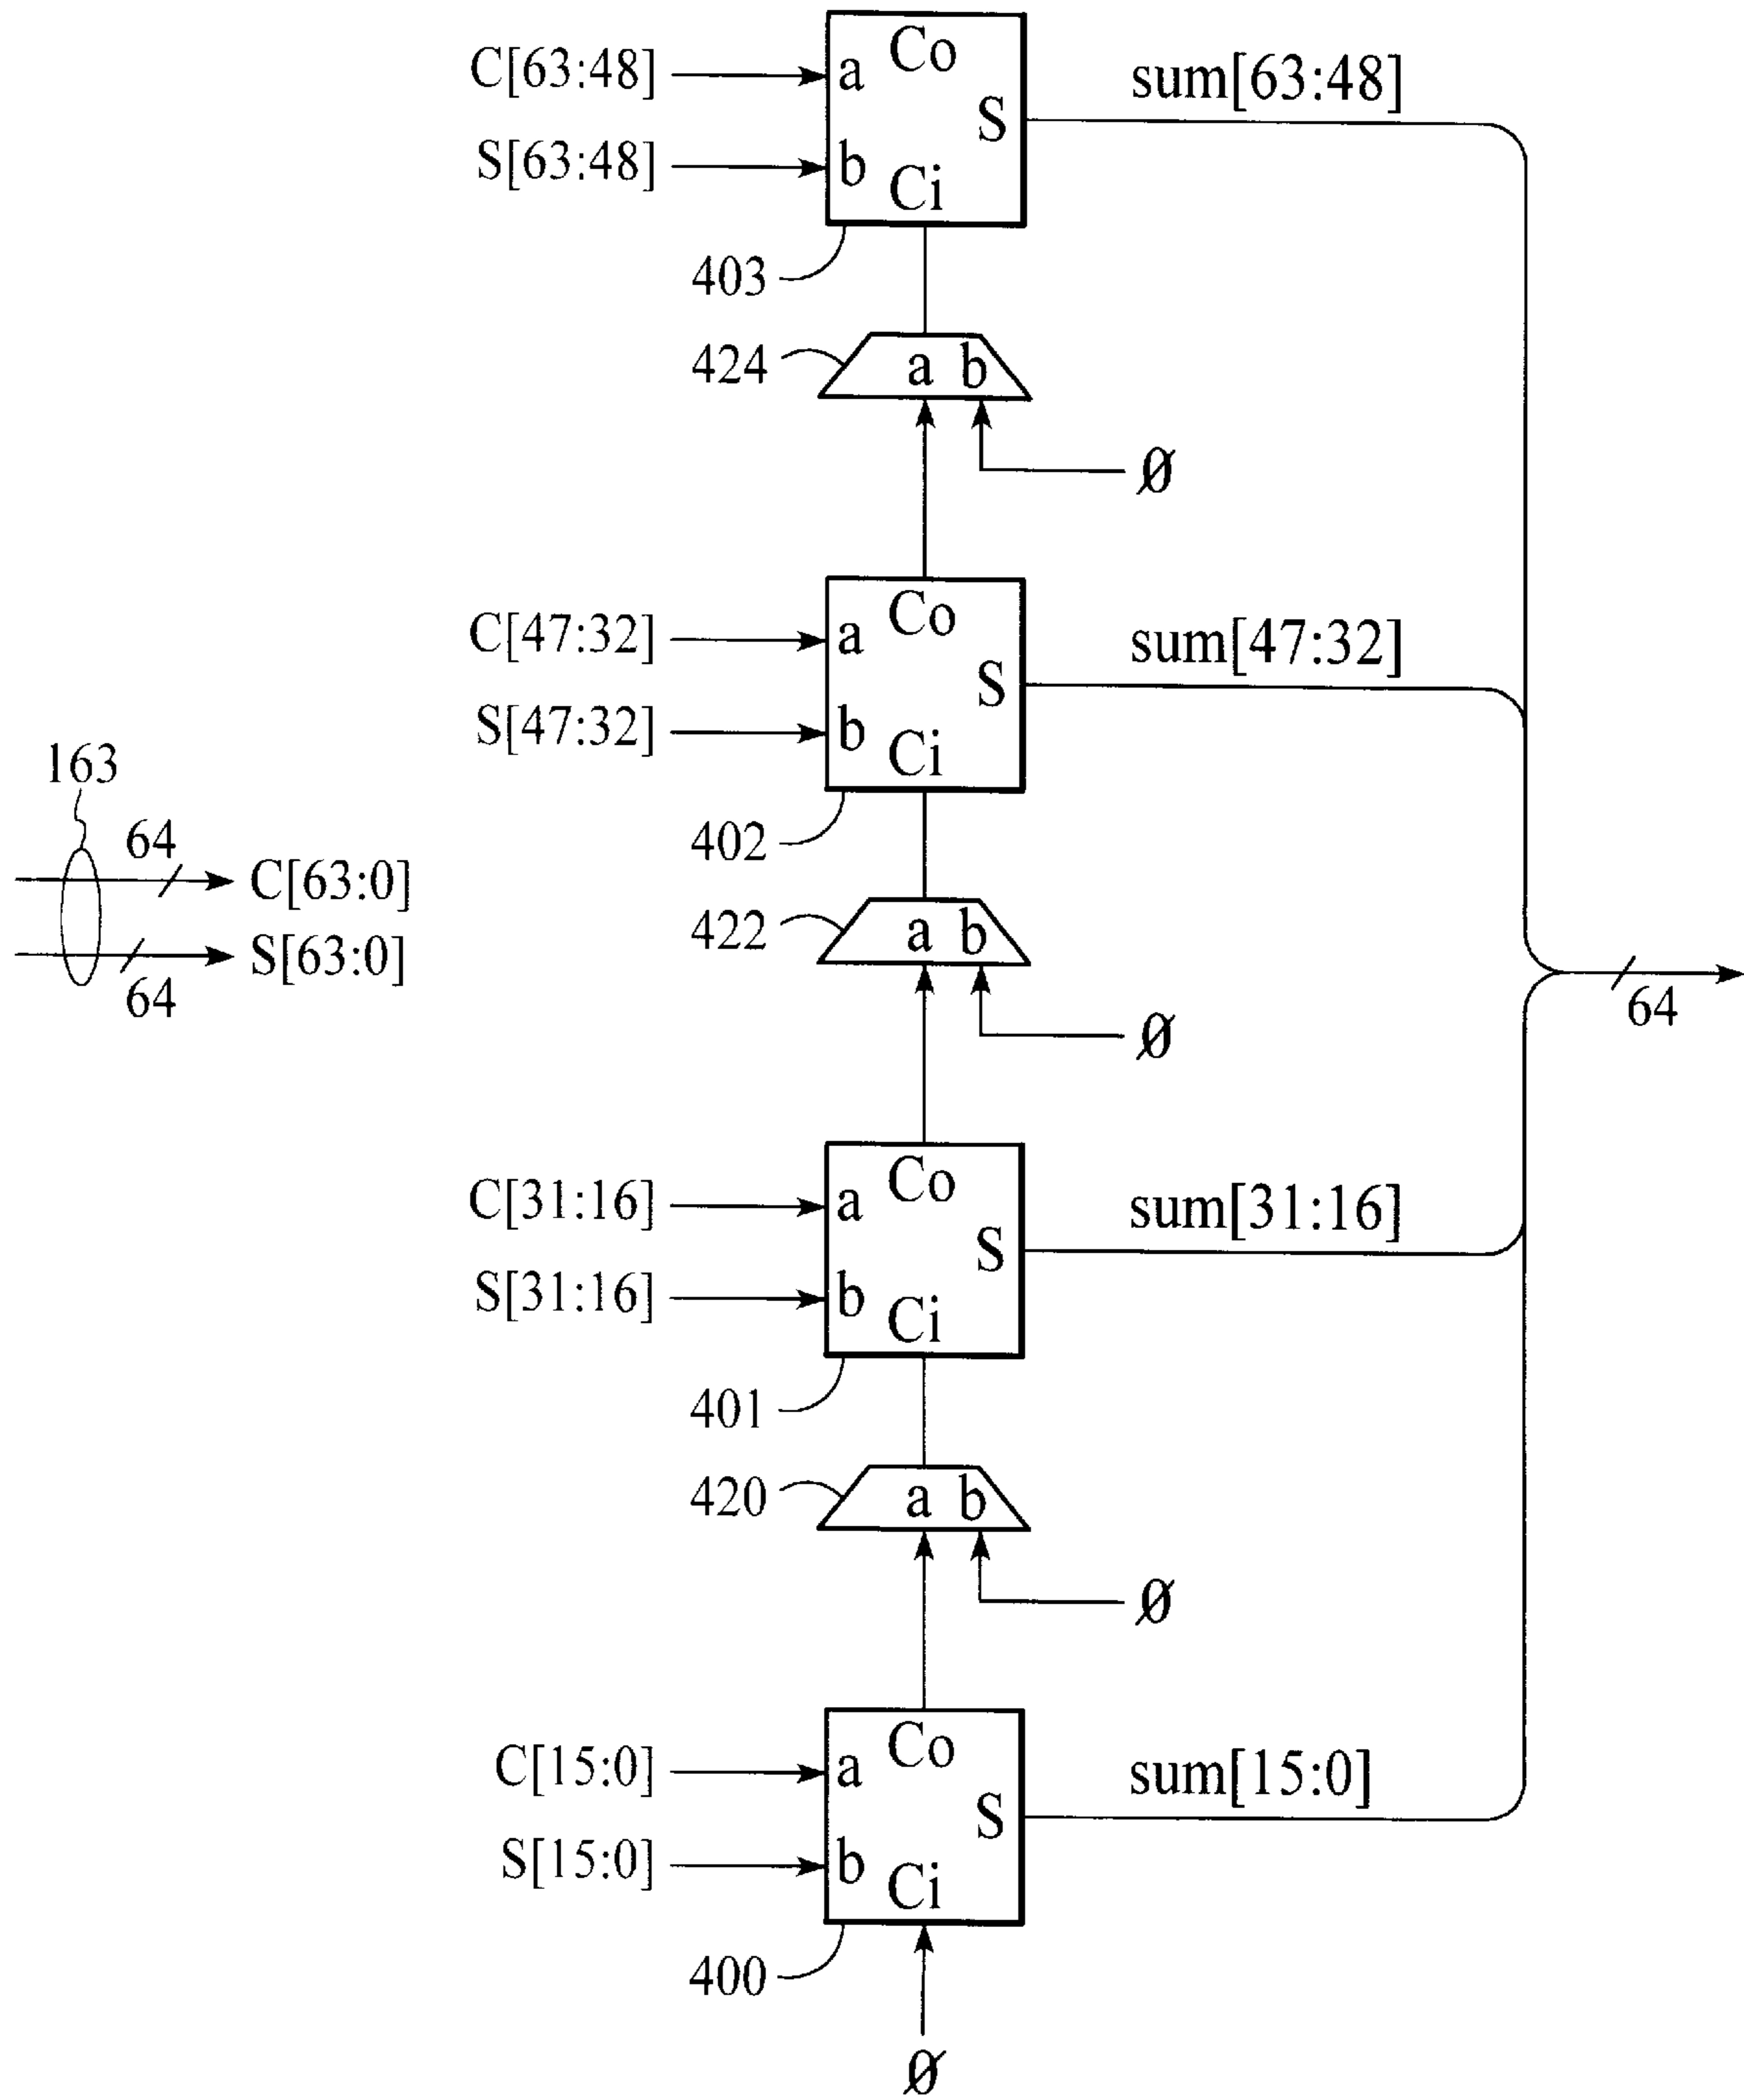 C[63:48]
a
Co
sum[63:48]
S
S[63:48]
b
Ci
403
424
a b
Ø
C[47:32]
a
Co
sum[47:32]
S
S[47:32]
b
Ci
402
163
64
C[63:0]
S[63:0]
64
422
a b
64
Ø
C[31:16]
a
Co
sum[31:16]
S
S[31:16]
b
Ci
401
420
a b
Ø
C[15:0]
a
Co
sum[15:0]
S
S[15:0]
b
Ci
400
Ø